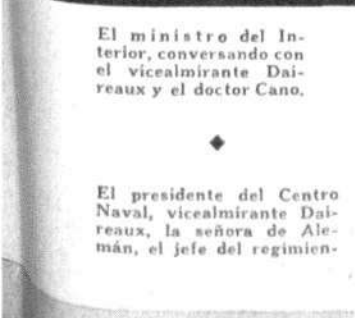 El ministro del In-
terior, conversando con
el vicealmirante Dai-
reaux y el doctor Cano.
El presidente del Centro
Naval, vicealmirante Dai-
reaux, la señora de Ale-
mán, el jefe del regimien-